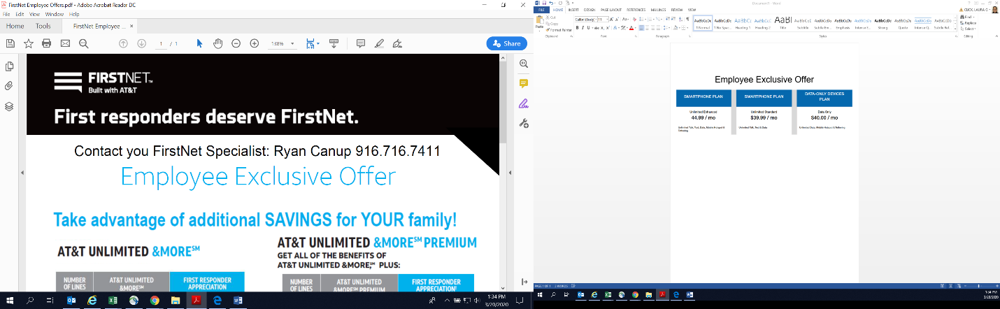 FirstNet Employee Offers.pdf - Adobe Acrobat Reader DC
File Edit View Window Help
Home Tools FirstNet Employee ... ×
1 / 1 138% Share
FIRSTNET™
Built with AT&T
First responders deserve FirstNet.
Contact you FirstNet Specialist: Ryan Canup 916.716.7411
Employee Exclusive Offer
Take advantage of additional SAVINGS for YOUR family!
AT&T UNLIMITED &MORE℠
NUMBER OF LINES
AT&T UNLIMITED &MORE℠
FIRST RESPONDER APPRECIATION
AT&T UNLIMITED &MORE℠ PREMIUM
GET ALL OF THE BENEFITS OF
AT&T UNLIMITED &MORE,℠ PLUS:
NUMBER OF LINES
AT&T UNLIMITED &MORE℠ PREMIUM
FIRST RESPONDER APPRECIATION¹
1:34 PM
3/20/2020
Document1 - Word
FILE HOME INSERT DESIGN PAGE LAYOUT REFERENCES MAILINGS REVIEW VIEW
CLICK, LAURA G
Paste
Cut
Copy
Format Painter
Clipboard
Calibri (Body) 11
Font
Paragraph
AaBbCcDc AaBbCcDc AaBbCc AaBbCcC AaBl AaBbCcC AaBbCcDc AaBbCcDc AaBbCcDc AaBbCcDc AaBbCcDc AaBbCcDc AaBbCcDc
¶ Normal ¶ No Spac... Heading 1 Heading 2 Title Subtitle Subtle Em... Emphasis Intense E... Strong Quote Intense Q... Subtle Ref...
Styles
Find
Replace
Select
Editing
Employee Exclusive Offer
SMARTPHONE PLAN
Unlimited Enhanced
44.99 / mo
Unlimited Talk, Text, Data, Mobile Hotspot &
Tethering
SMARTPHONE PLAN
Unlimited Standard
$39.99 / mo
Unlimited Talk, Text & Data
DATA-ONLY DEVICES
PLAN
Data Only
$40.00 / mo
Unlimited Data, Mobile Hotspot & Tethering
PAGE 1 OF 1 3 WORDS
1:34 PM
3/20/2020